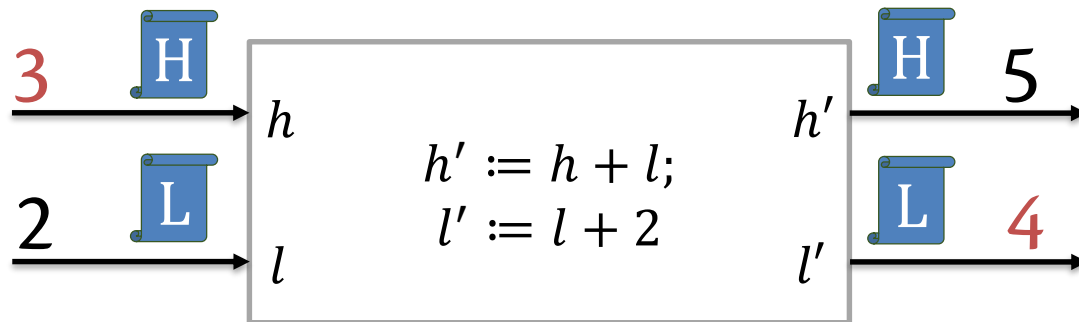 3 H H 5
h h′
h′ ≔ h + l;
2 L l′ ≔ l + 2 L 4
l l′